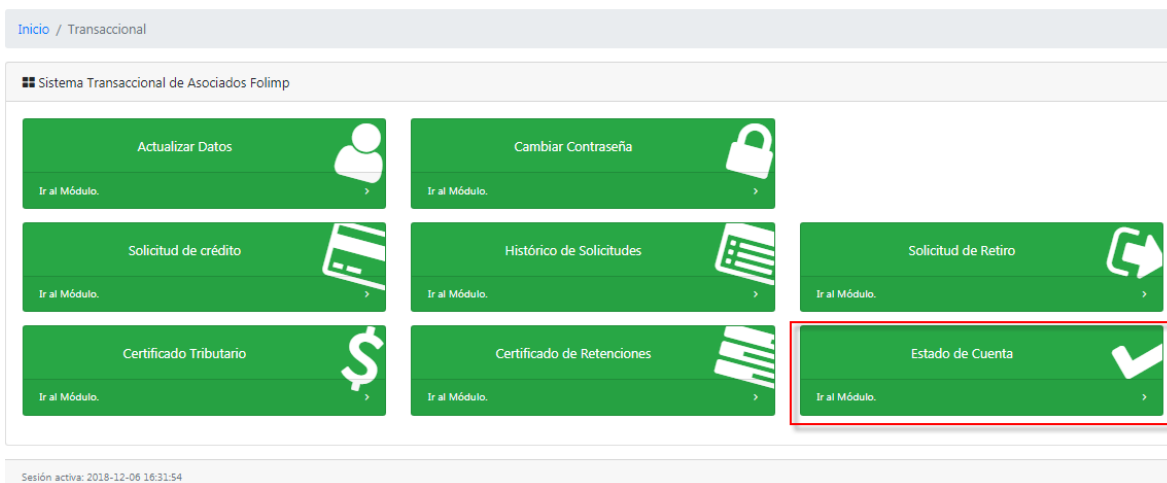 Inicio / Transaccional
Sistema Transaccional de Asociados Folimp
Actualizar Datos
Ir al Módulo.
Cambiar Contraseña
Ir al Módulo.
Solicitud de crédito
Ir al Módulo.
Histórico de Solicitudes
Ir al Módulo.
Solicitud de Retiro
Ir al Módulo.
Certificado Tributario
Ir al Módulo.
Certificado de Retenciones
Ir al Módulo.
Estado de Cuenta
Ir al Módulo.
Sesión activa: 2018-12-06 16:31:54